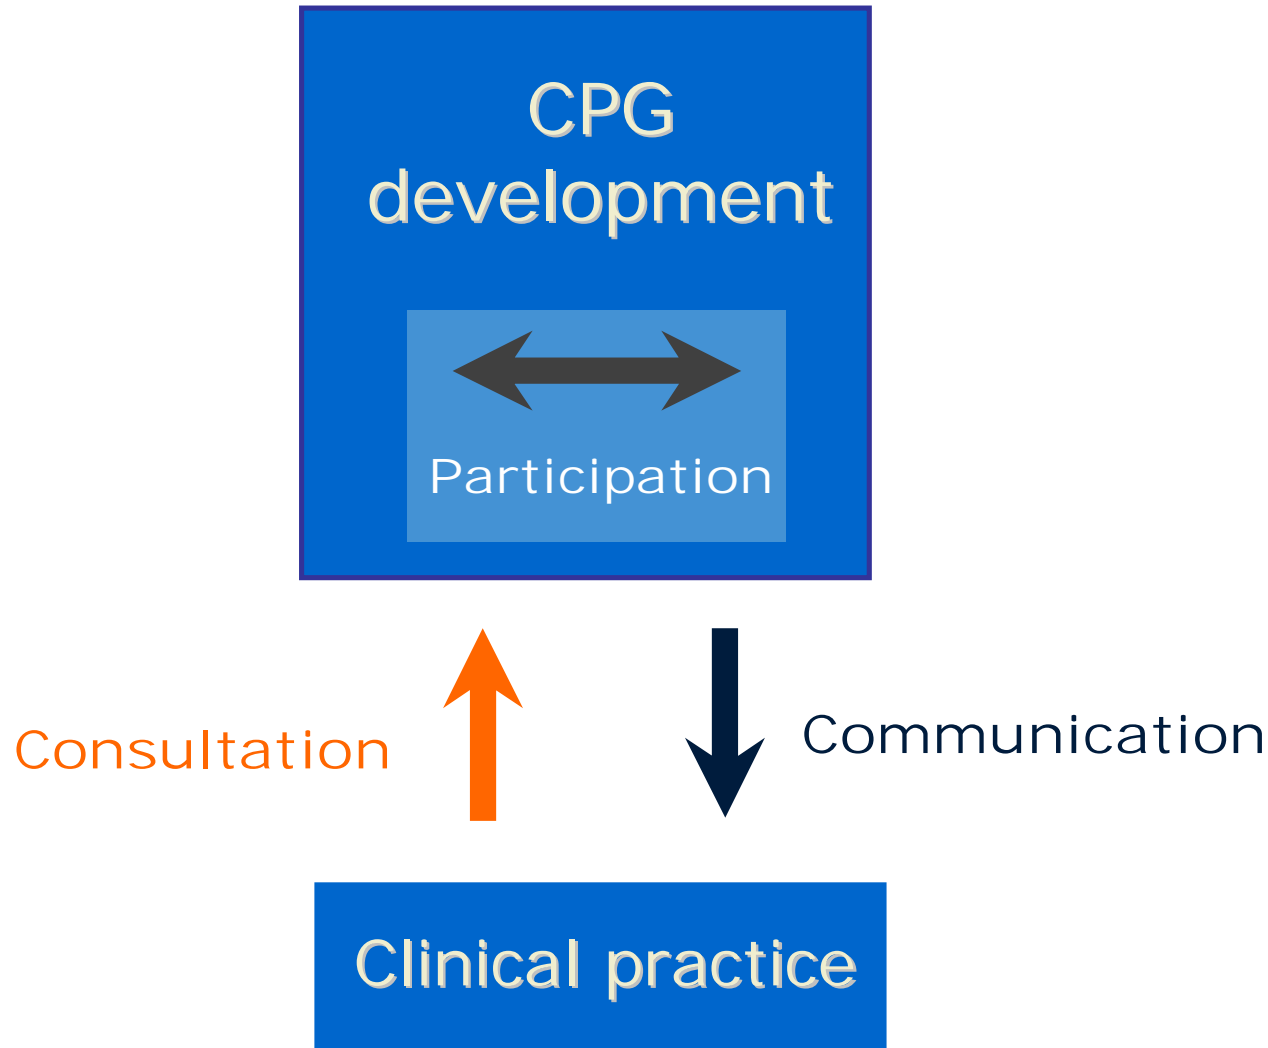 CPG
development
Participation
Consultation
Communication
Clinical practice